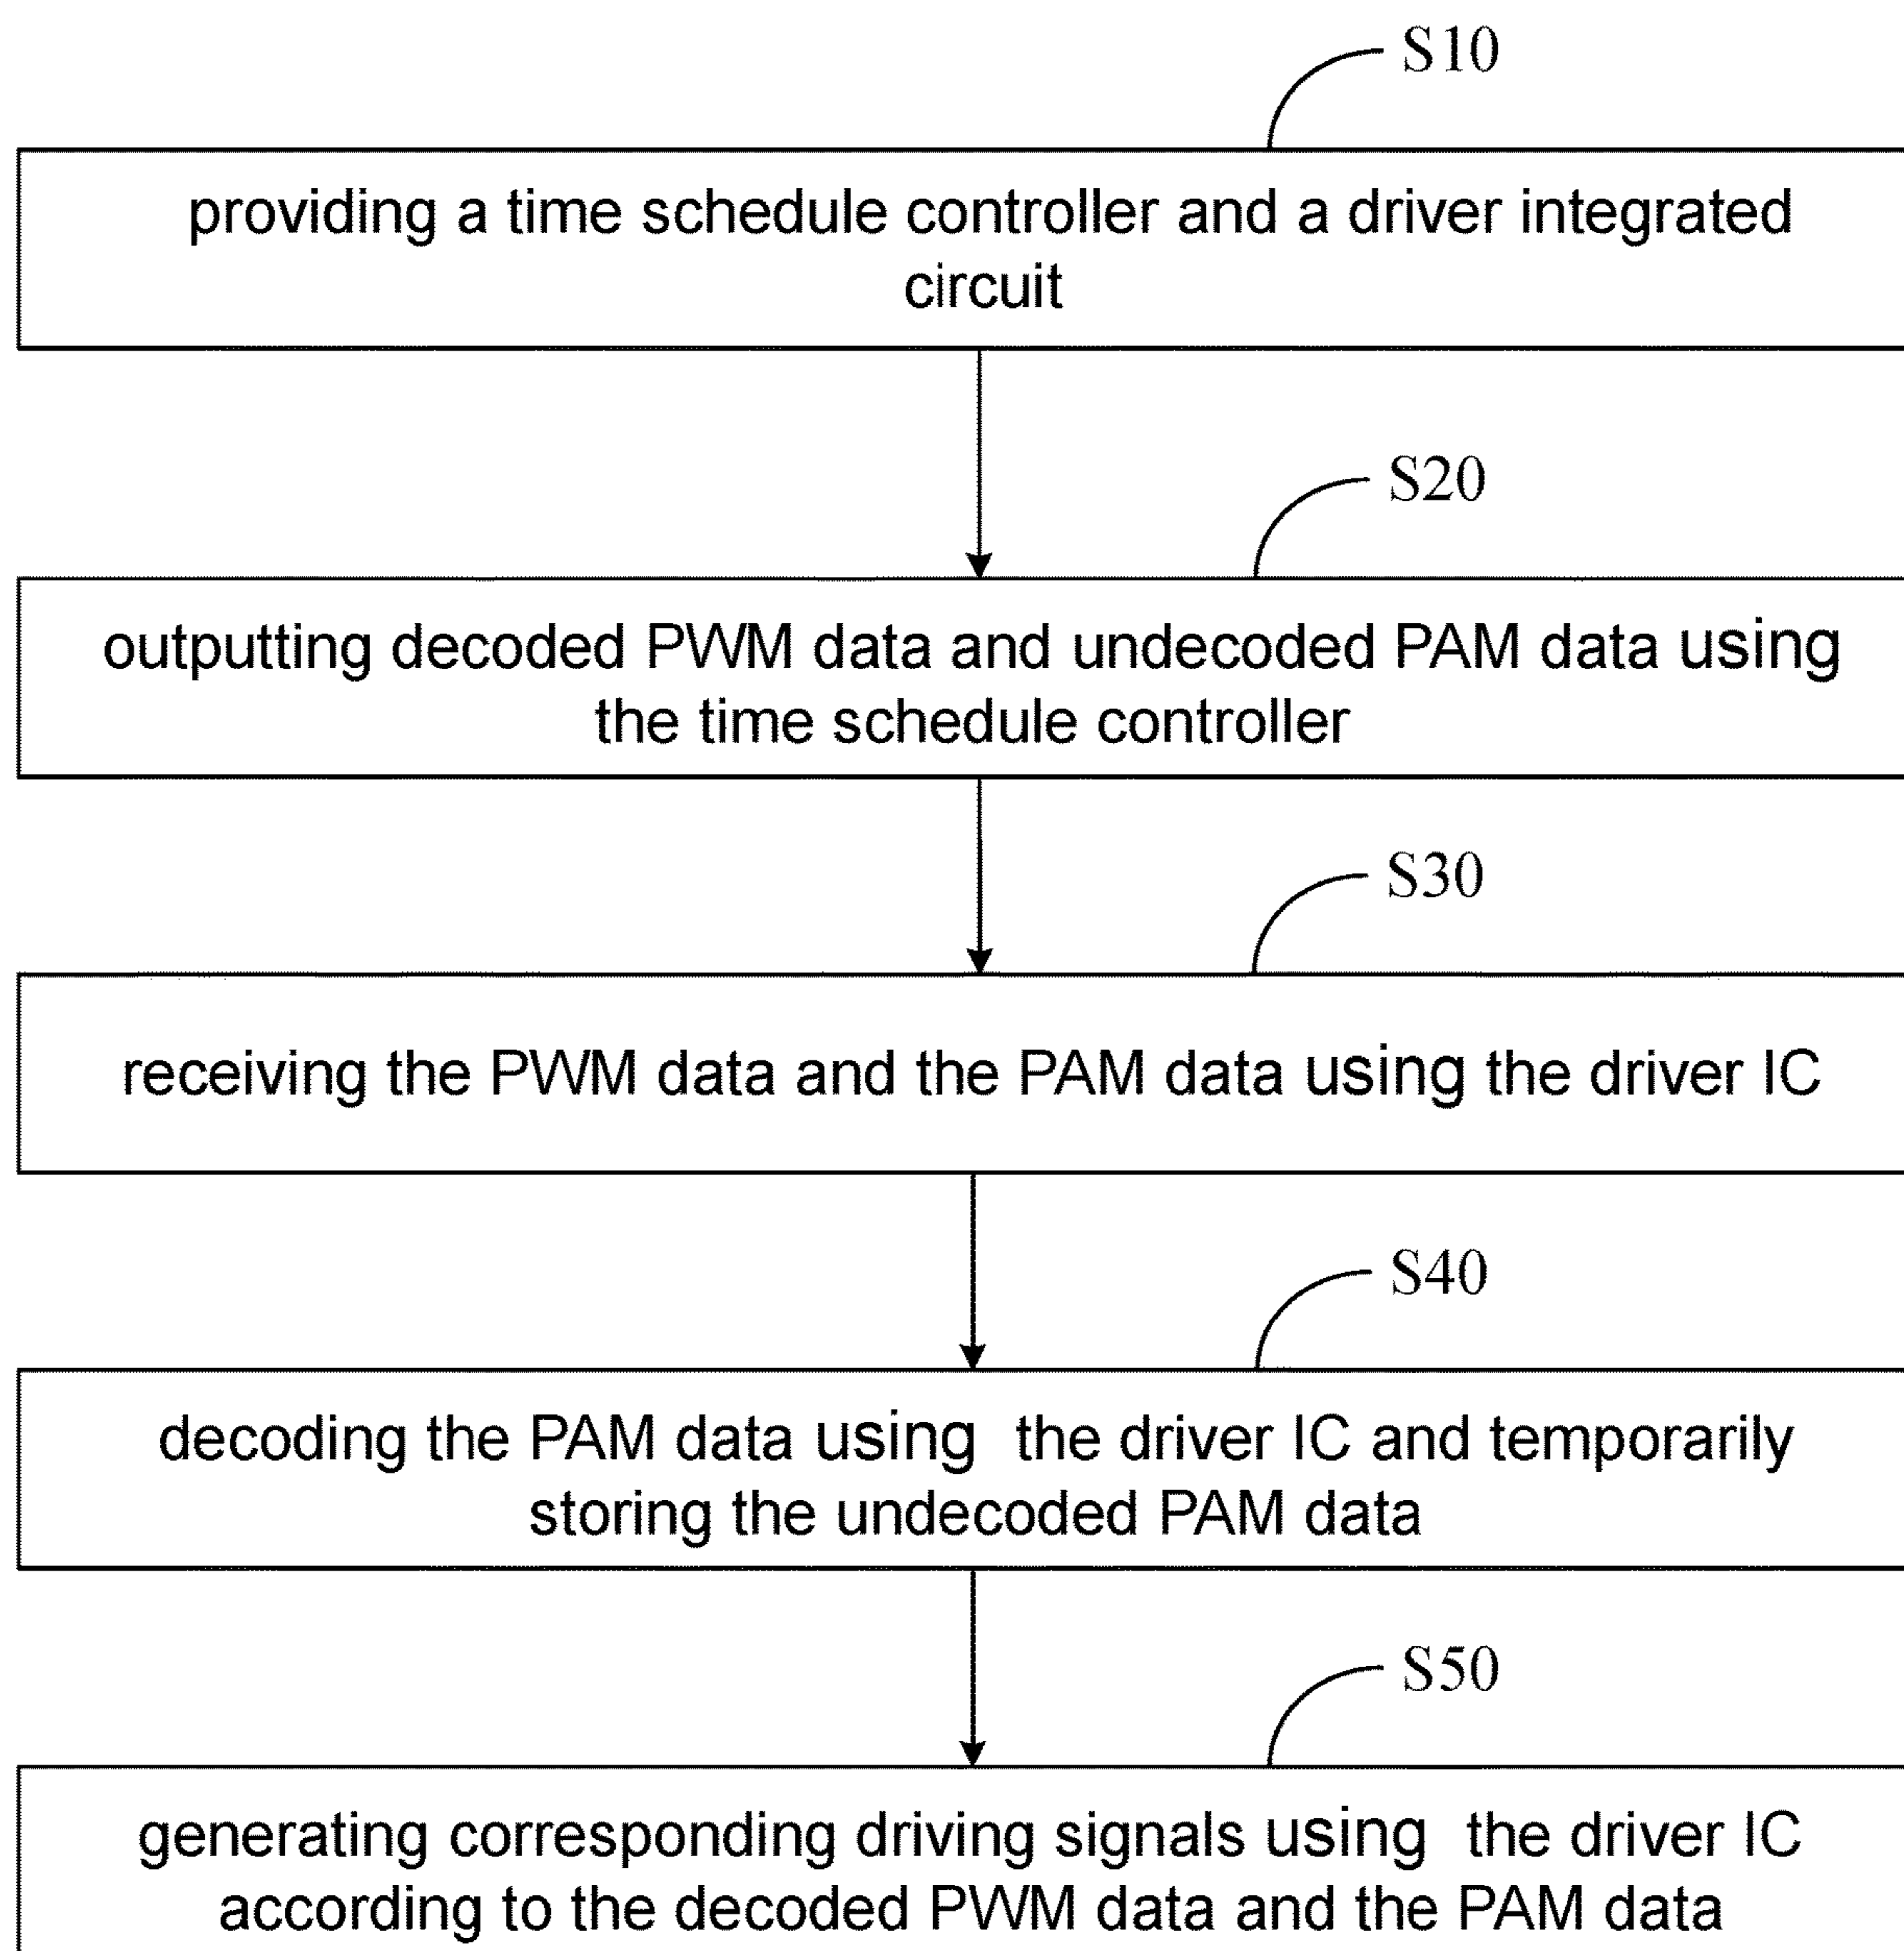 S10
providing a time schedule controller and a driver integrated
circuit
S20
outputting decoded PWM data and undecoded PAM data using
the time schedule controller
S30
receiving the PWM data and the PAM data using the driver IC
S40
decoding the PAM data using the driver IC and temporarily
storing the undecoded PAM data
S50
generating corresponding driving signals using the driver IC
according to the decoded PWM data and the PAM data